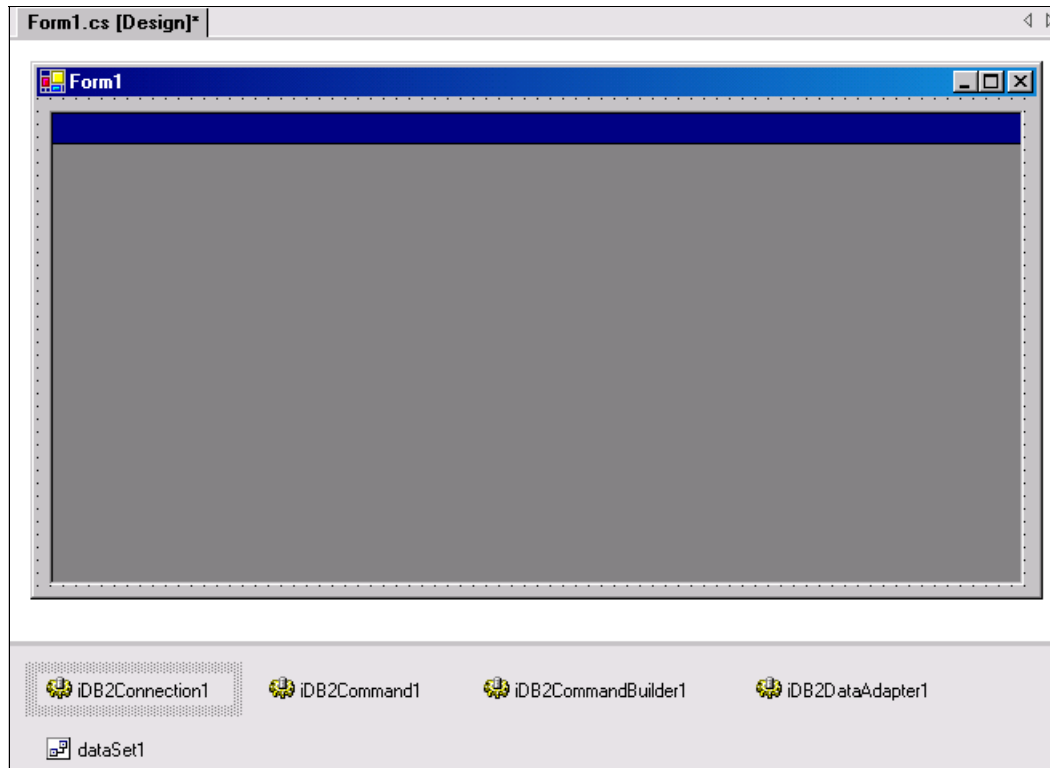 Form1.cs [Design]*
Form1
iDB2Connection1 iDB2Command1 iDB2CommandBuilder1 iDB2DataAdapter1
dataSet1